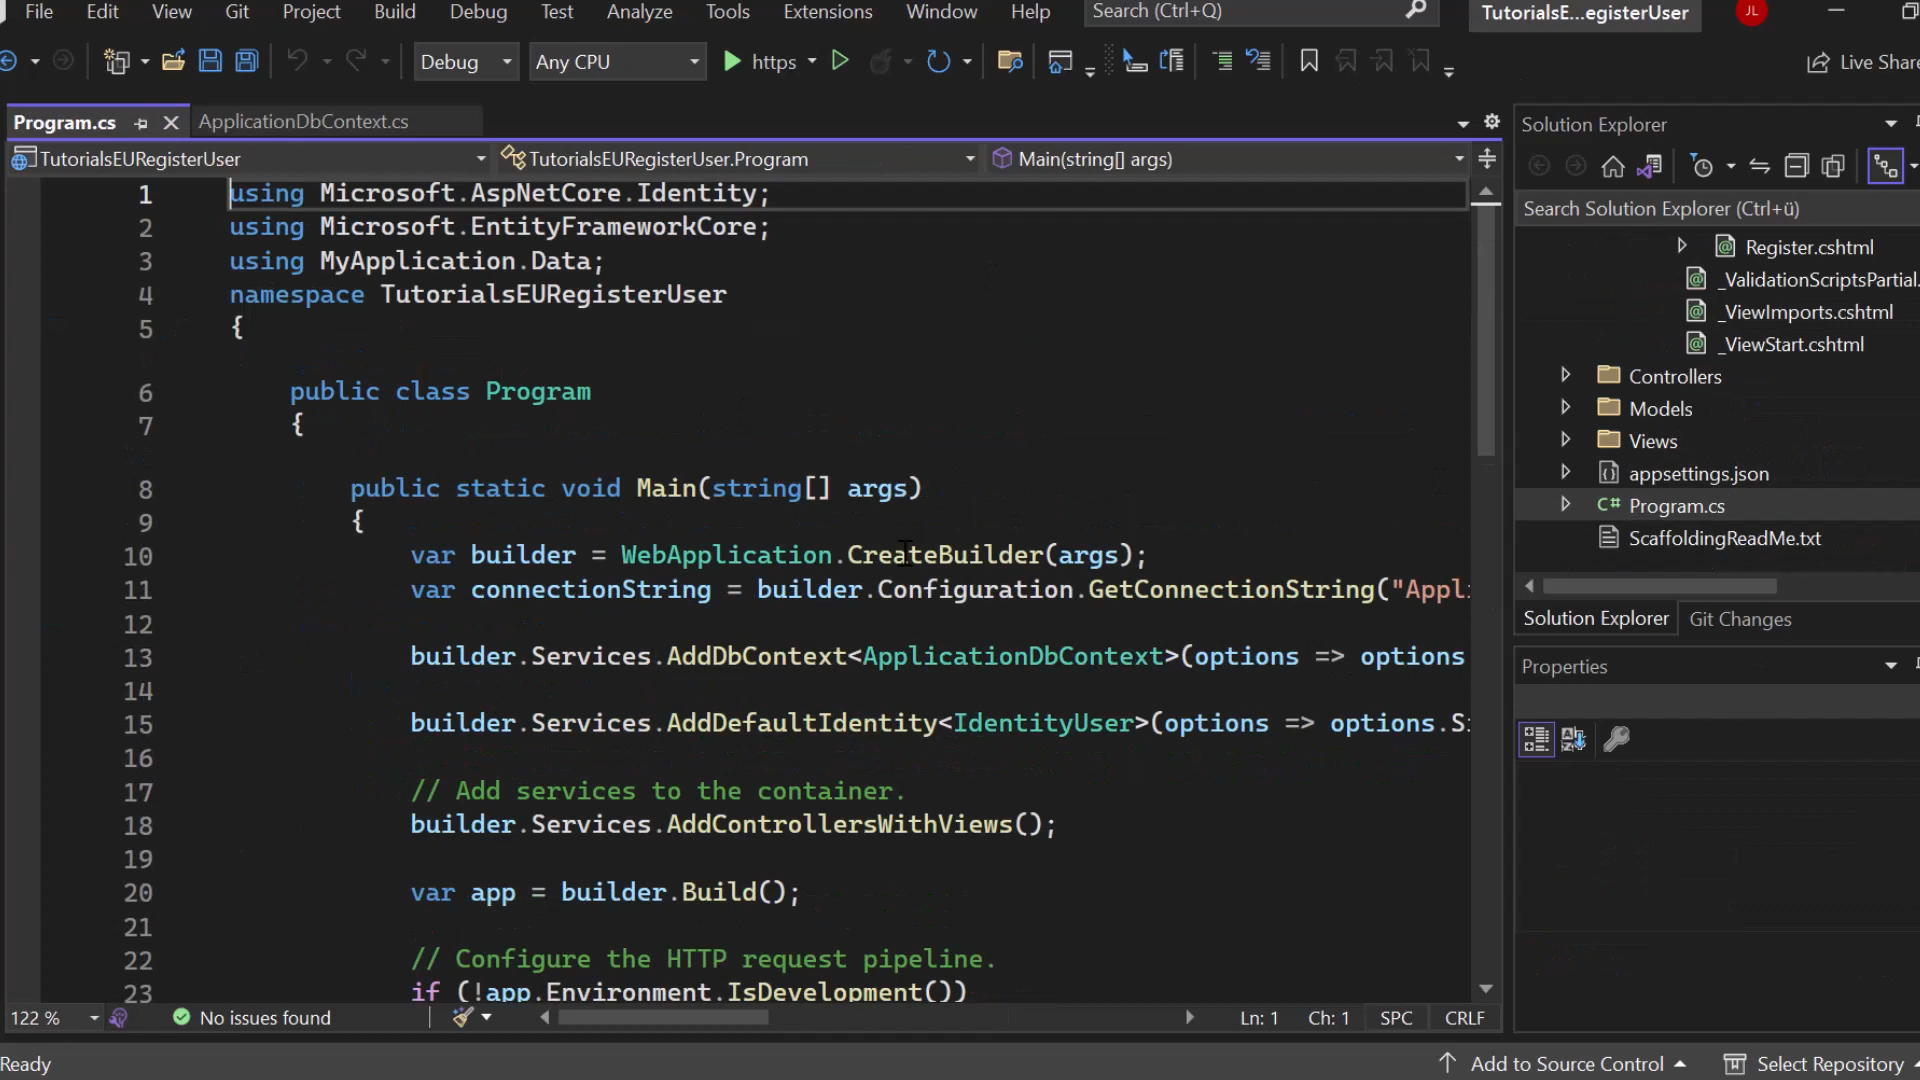 File Edit View Git Project Build Debug Test Analyze Tools Extensions Window Help Search (Ctrl+Q) TutorialsE...egisterUser JL
Debug Any CPU https Live Share
Program.cs ApplicationDbContext.cs
TutorialsEURegisterUser TutorialsEURegisterUser.Program Main(string[] args)
1 using Microsoft.AspNetCore.Identity;
2 using Microsoft.EntityFrameworkCore;
3 using MyApplication.Data;
4 namespace TutorialsEURegisterUser
5 {
6 public class Program
7 {
8 public static void Main(string[] args)
9 {
10 var builder = WebApplication.CreateBuilder(args);
11 var connectionString = builder.Configuration.GetConnectionString("Appli
12
13 builder.Services.AddDbContext<ApplicationDbContext>(options => options
14
15 builder.Services.AddDefaultIdentity<IdentityUser>(options => options.Si
16
17 // Add services to the container.
18 builder.Services.AddControllersWithViews();
19
20 var app = builder.Build();
21
22 // Configure the HTTP request pipeline.
23 if (!app.Environment.IsDevelopment())
122 % No issues found Ln: 1 Ch: 1 SPC CRLF
Solution Explorer
Search Solution Explorer (Ctrl+ü)
Register.cshtml
_ValidationScriptsPartial.
_ViewImports.cshtml
_ViewStart.cshtml
Controllers
Models
Views
appsettings.json
C# Program.cs
ScaffoldingReadMe.txt
Solution Explorer Git Changes
Properties
Ready Add to Source Control Select Repository